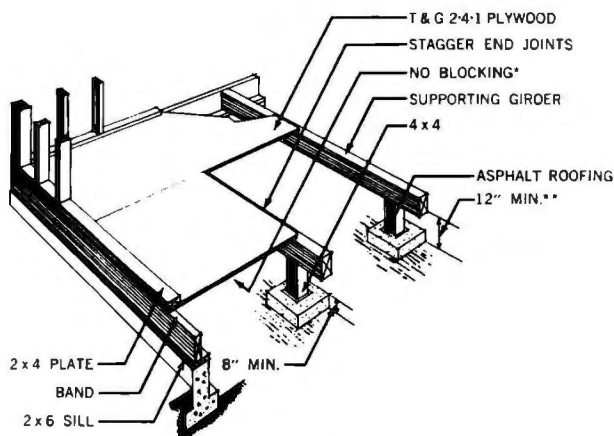 T & G 2·4·1 PLYWOOD
STAGGER END JOINTS
NO BLOCKING*
SUPPORTING GIRDER
4 x 4
ASPHALT ROOFING
12" MIN.**
8" MIN.
2 x 4 PLATE
BAND
2 x 6 SILL